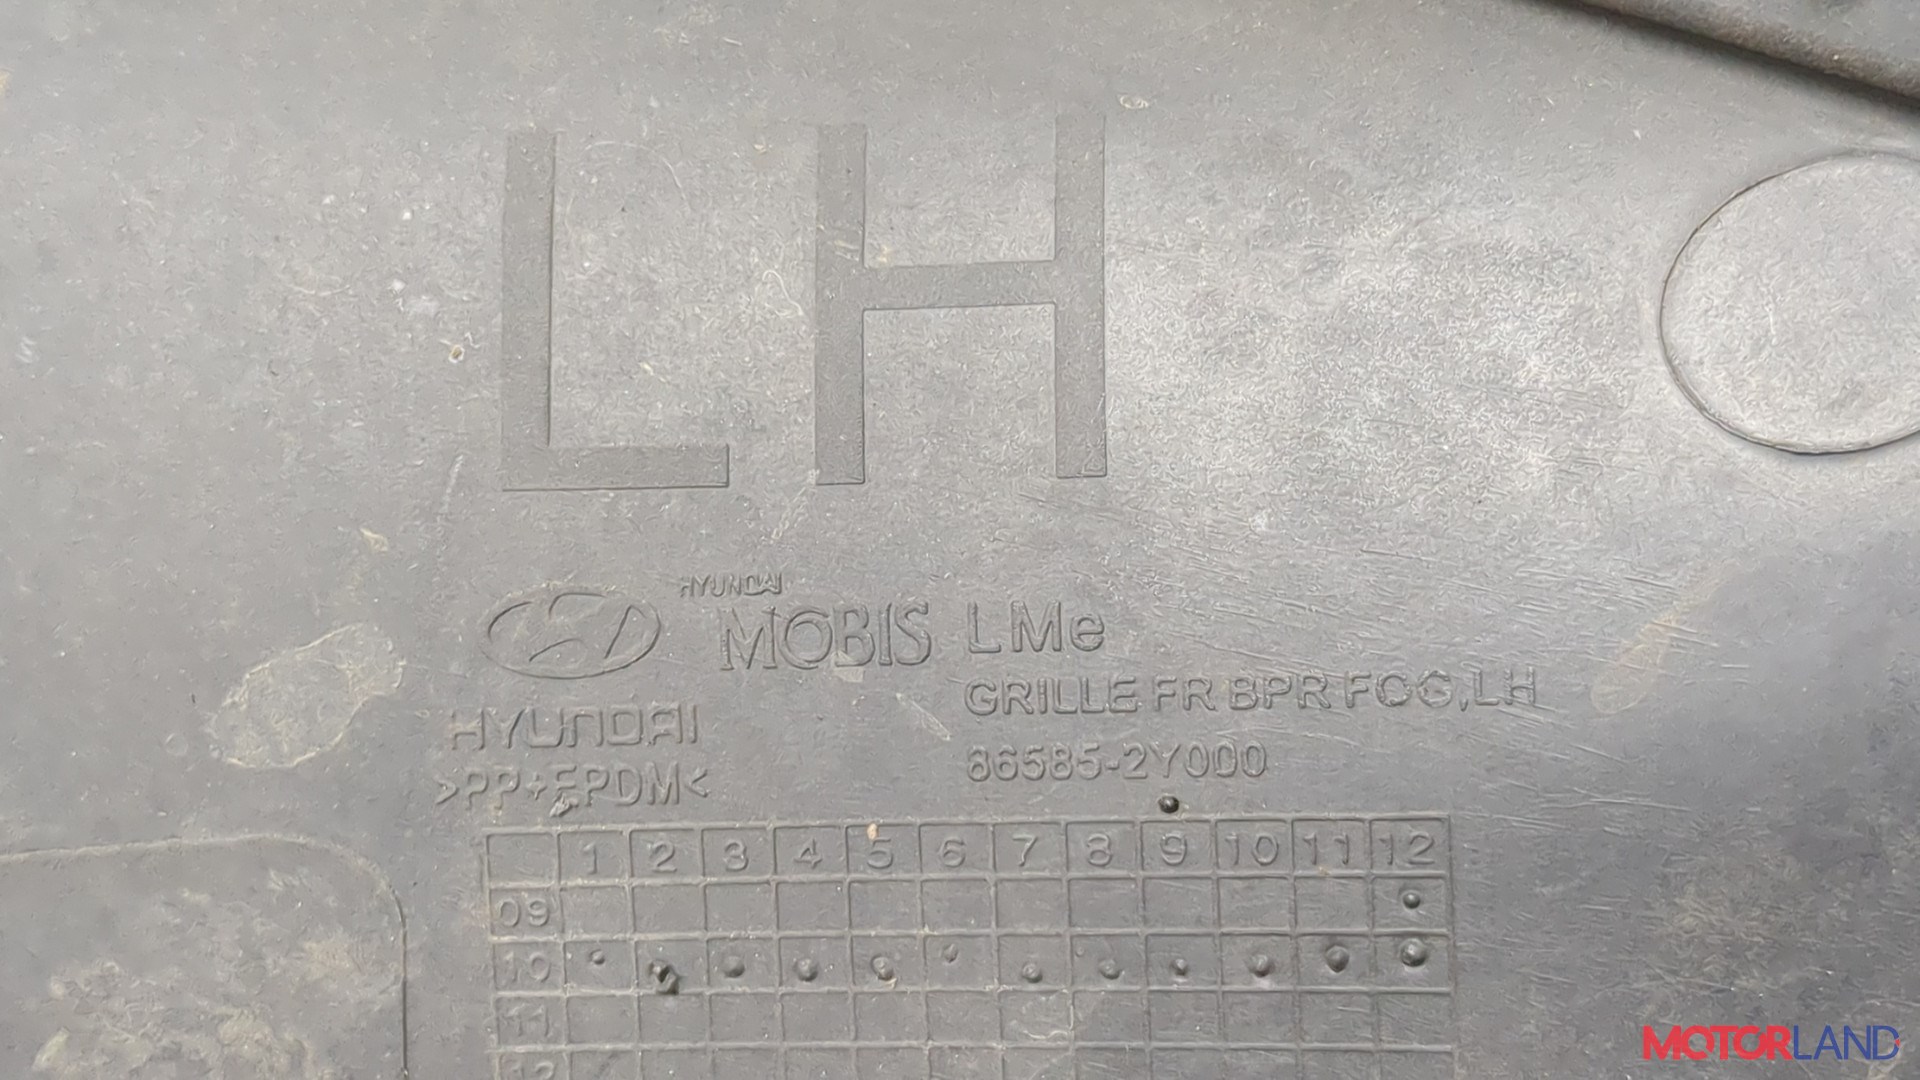 LH
HYUNDAI
MOBIS LMe
GRILLE FR BPR FOG,LH
HYUNDAI
86585-2Y000
>PP+EPDM<
1 2 3 4 5 6 7 8 9 10 11 12
09
10
11
12
MOTORLAND